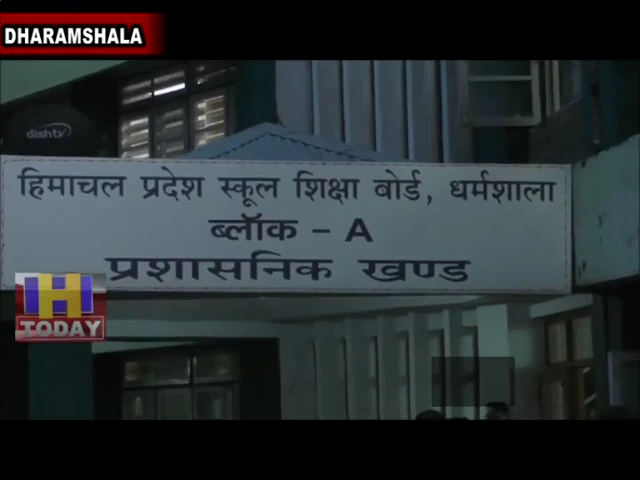 DHARAMSHALA
dishtv
हिमाचल प्रदेश स्कूल शिक्षा बोर्ड, धर्मशाला
ब्लॉक – A
प्रशासनिक खण्ड
H
TODAY